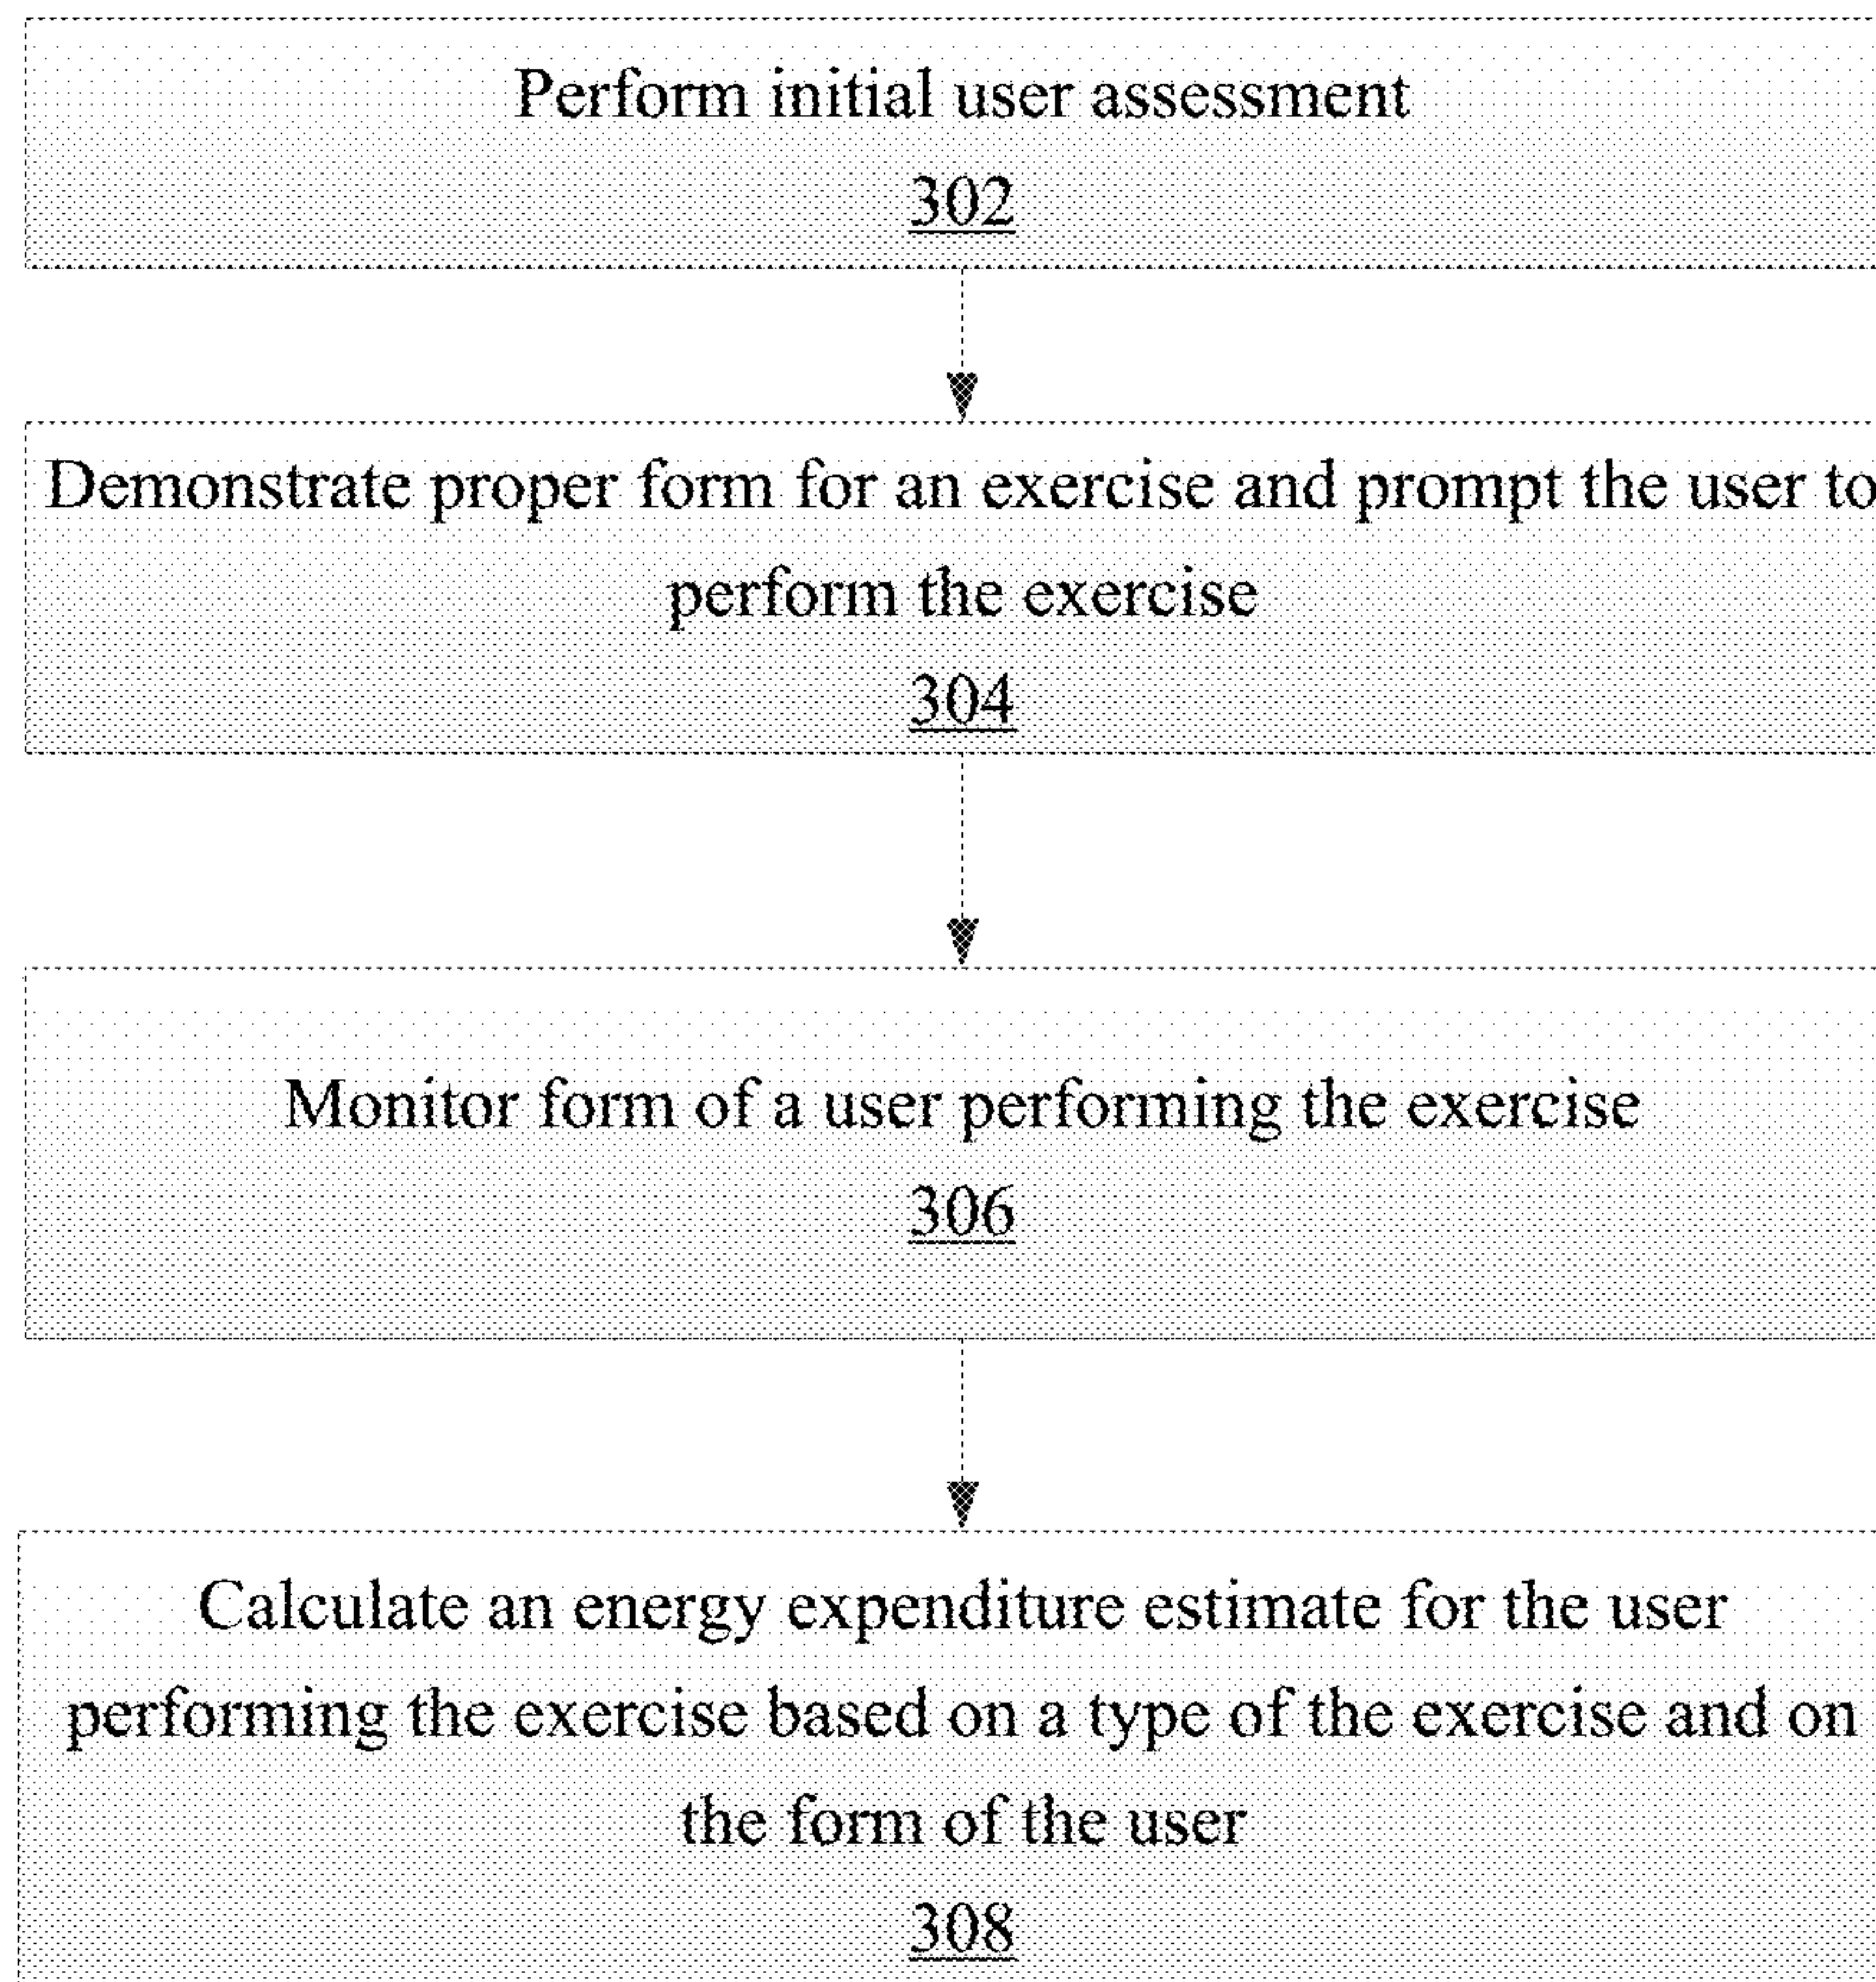 Perform initial user assessment
302
Demonstrate proper form for an exercise and prompt the user to
perform the exercise
304
Monitor form of a user performing the exercise
306
Calculate an energy expenditure estimate for the user
performing the exercise based on a type of the exercise and on
the form of the user
308